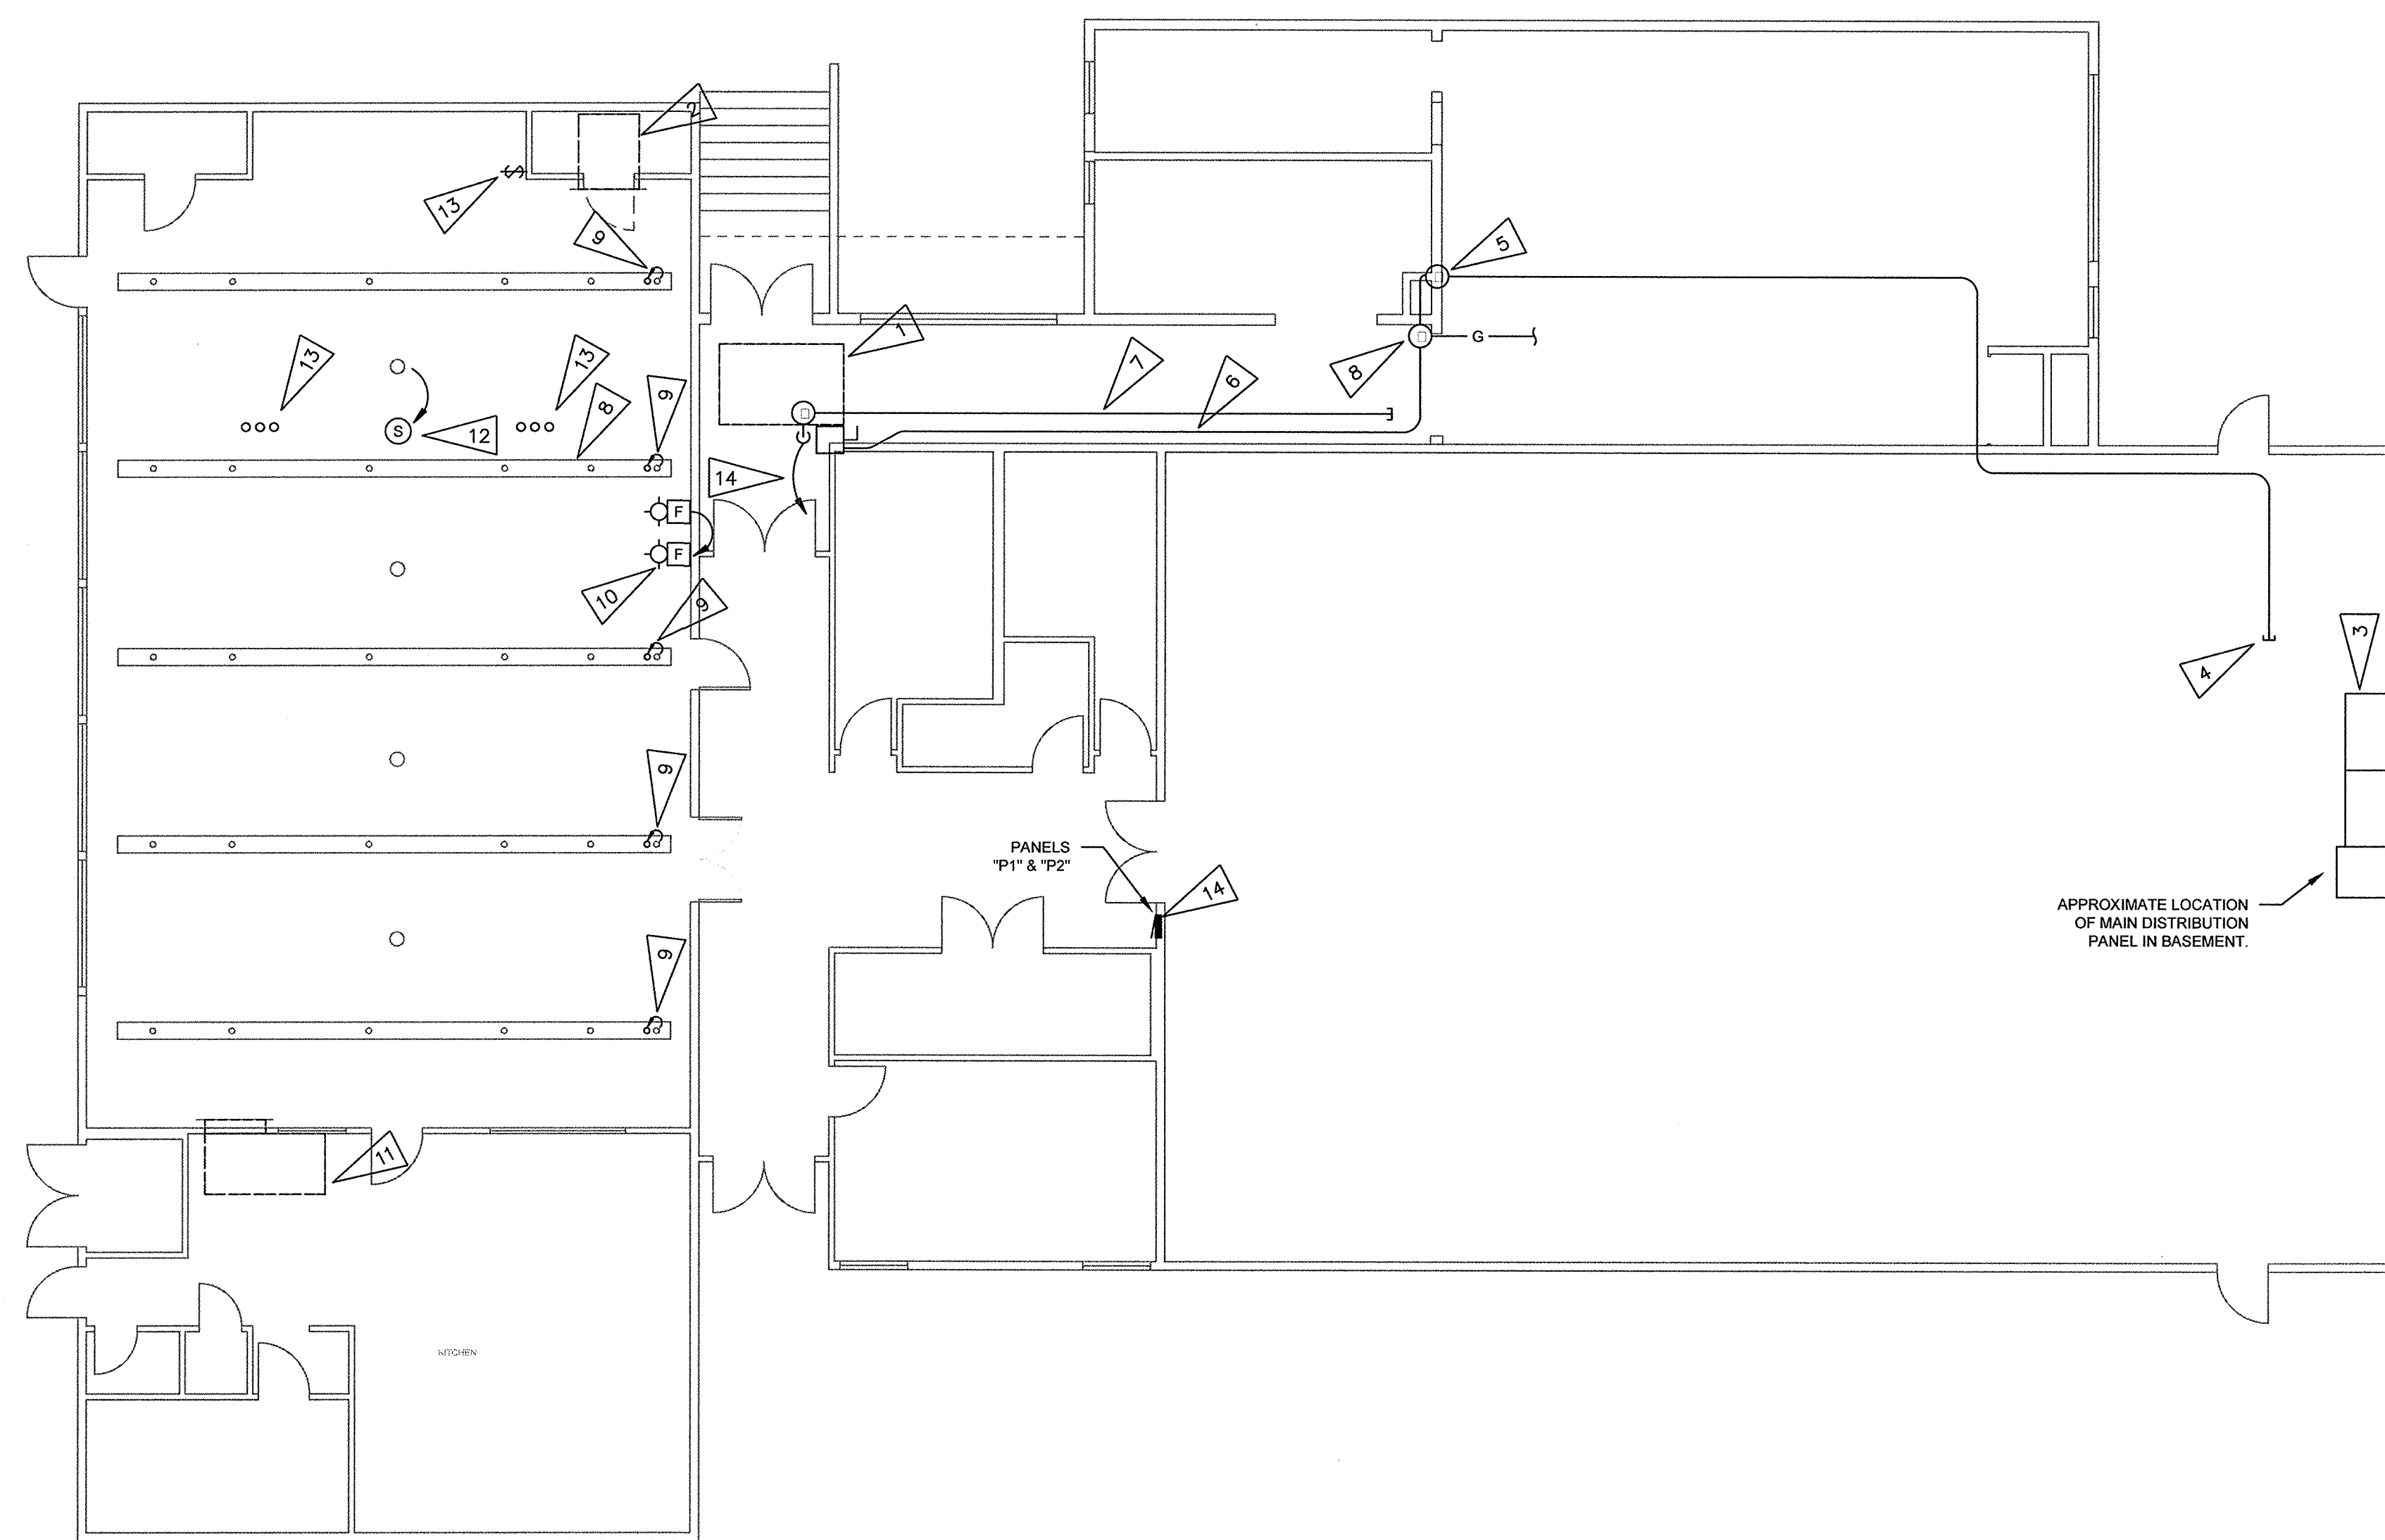 2
13
9
5
1
13
13
8
9
7
6
8
G
S
12
14
F
F
10
9
3
4
9
PANELS
"P1" & "P2"
14
APPROXIMATE LOCATION
OF MAIN DISTRIBUTION
PANEL IN BASEMENT.
9
11
KITCHEN